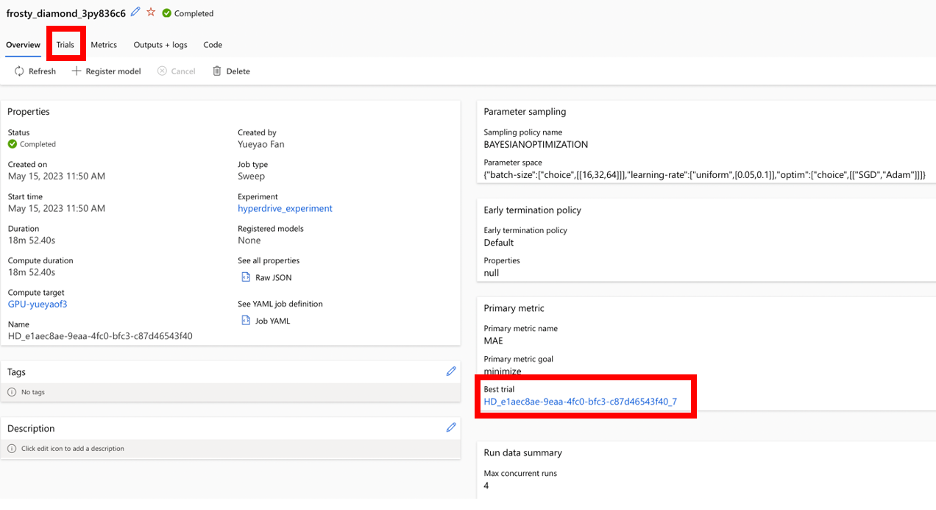 frosty_diamond_3py836c6 Completed
Overview Trials Metrics Outputs + logs Code
Refresh Register model Cancel Delete
Properties
Status
Completed
Created on
May 15, 2023 11:50 AM
Start time
May 15, 2023 11:50 AM
Duration
18m 52.40s
Compute duration
18m 52.40s
Compute target
GPU-yueyaof3
Name
HD_e1aec8ae-9eaa-4fc0-bfc3-c87d46543f40
Created by
Yueyao Fan
Job type
Sweep
Experiment
hyperdrive_experiment
Registered models
None
See all properties
Raw JSON
See YAML job definition
Job YAML
Tags
No tags
Description
Click edit icon to add a description
Parameter sampling
Sampling policy name
BAYESIANOPTIMIZATION
Parameter space
{"batch-size":["choice",[[16,32,64]]],"learning-rate":["uniform",[0.05,0.1]],"optim":["choice",[["SGD","Adam"]]]}
Early termination policy
Early termination policy
Default
Properties
null
Primary metric
Primary metric name
MAE
Primary metric goal
minimize
Best trial
HD_e1aec8ae-9eaa-4fc0-bfc3-c87d46543f40_7
Run data summary
Max concurrent runs
4